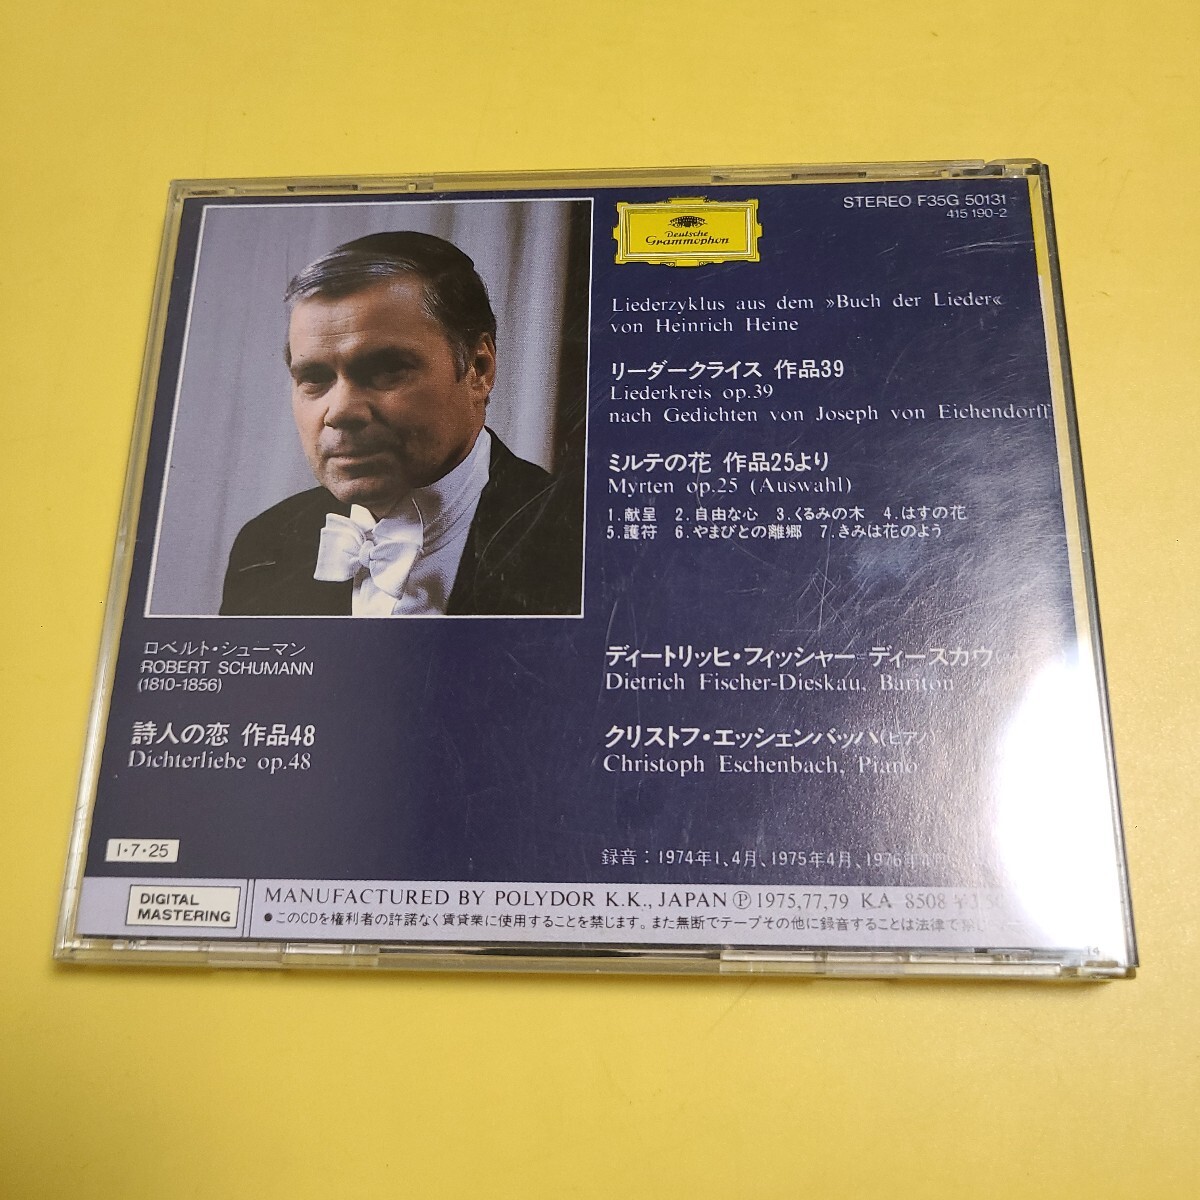 STEREO F35G 50131
415 190-2
Deutsche
Grammophon
ロベルト・シューマン
ROBERT SCHUMANN
(1810-1856)
詩人の恋 作品48
Dichterliebe op.48
Liederzyklus aus dem »Buch der Lieder«
von Heinrich Heine
リーダークライス 作品39
Liederkreis op.39
nach Gedichten von Joseph von Eichendorff
ミルテの花 作品25より
Myrten op.25 (Auswahl)
1.献呈 2.自由な心 3.くるみの木 4.はすの花
5.護符 6.やまびとの離郷 7.きみは花のよう
ディートリッヒ・フィッシャー＝ディースカウ
Dietrich Fischer-Dieskau, Bariton
クリストフ・エッシェンバッハ(ピアノ)
Christoph Eschenbach, Piano
録音：1974年1、4月、1975年4月、1976年4月
I・7・25
DIGITAL
MASTERING
MANUFACTURED BY POLYDOR K.K., JAPAN Ⓟ 1975,77,79 KA 8508
●このCDを権利者の許諾なく賃貸業に使用することを禁じます。また無断でテープその他に録音することは法律で